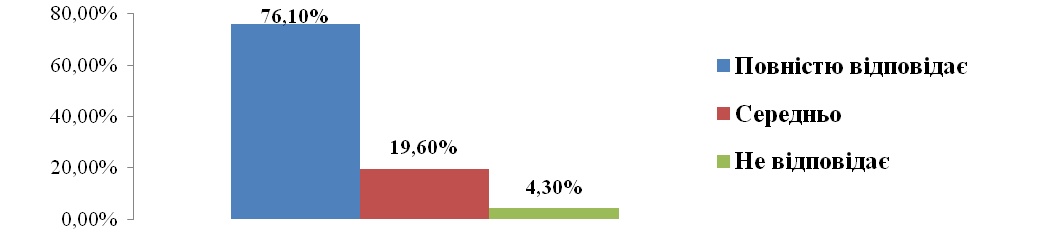 80,00%
60,00%
40,00%
20,00%
0,00%
76,10%
19,60%
4,30%
Повністю відповідає
Середньо
Не відповідає